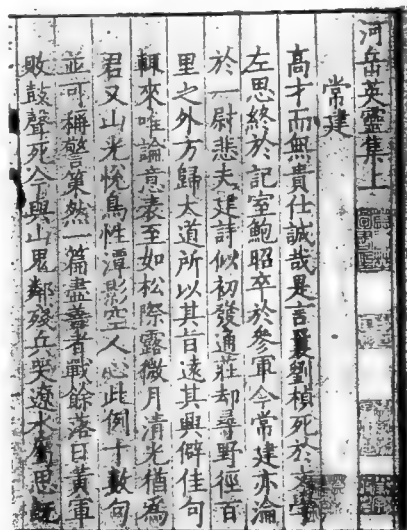 河岳英靈集上
常建
高才而無貴仕誠哉是言曩劉楨死於文學
左思終於記室鮑昭卒於參軍今常建亦淪
於一尉悲夫建詩似初發通莊却尋野徑百
里之外方歸大道所以其旨遠其興僻佳句
輒來唯論意表至如松際露微月清光猶為
君又山光悅鳥性潭影空人心此例十數句
並可稱警策然一篇盡善者戰餘落日黃軍
敗鼓聲死今與山鬼鄰殘兵哭遼水屬思既